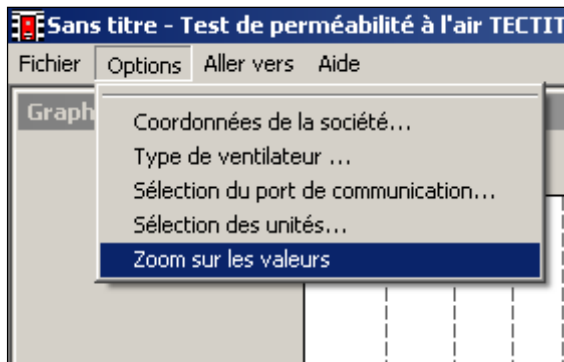 Sans titre - Test de perméabilité à l'air TECTIT
Fichier Options Aller vers Aide
Graph
Coordonnées de la société...
Type de ventilateur ...
Sélection du port de communication...
Sélection des unités...
Zoom sur les valeurs